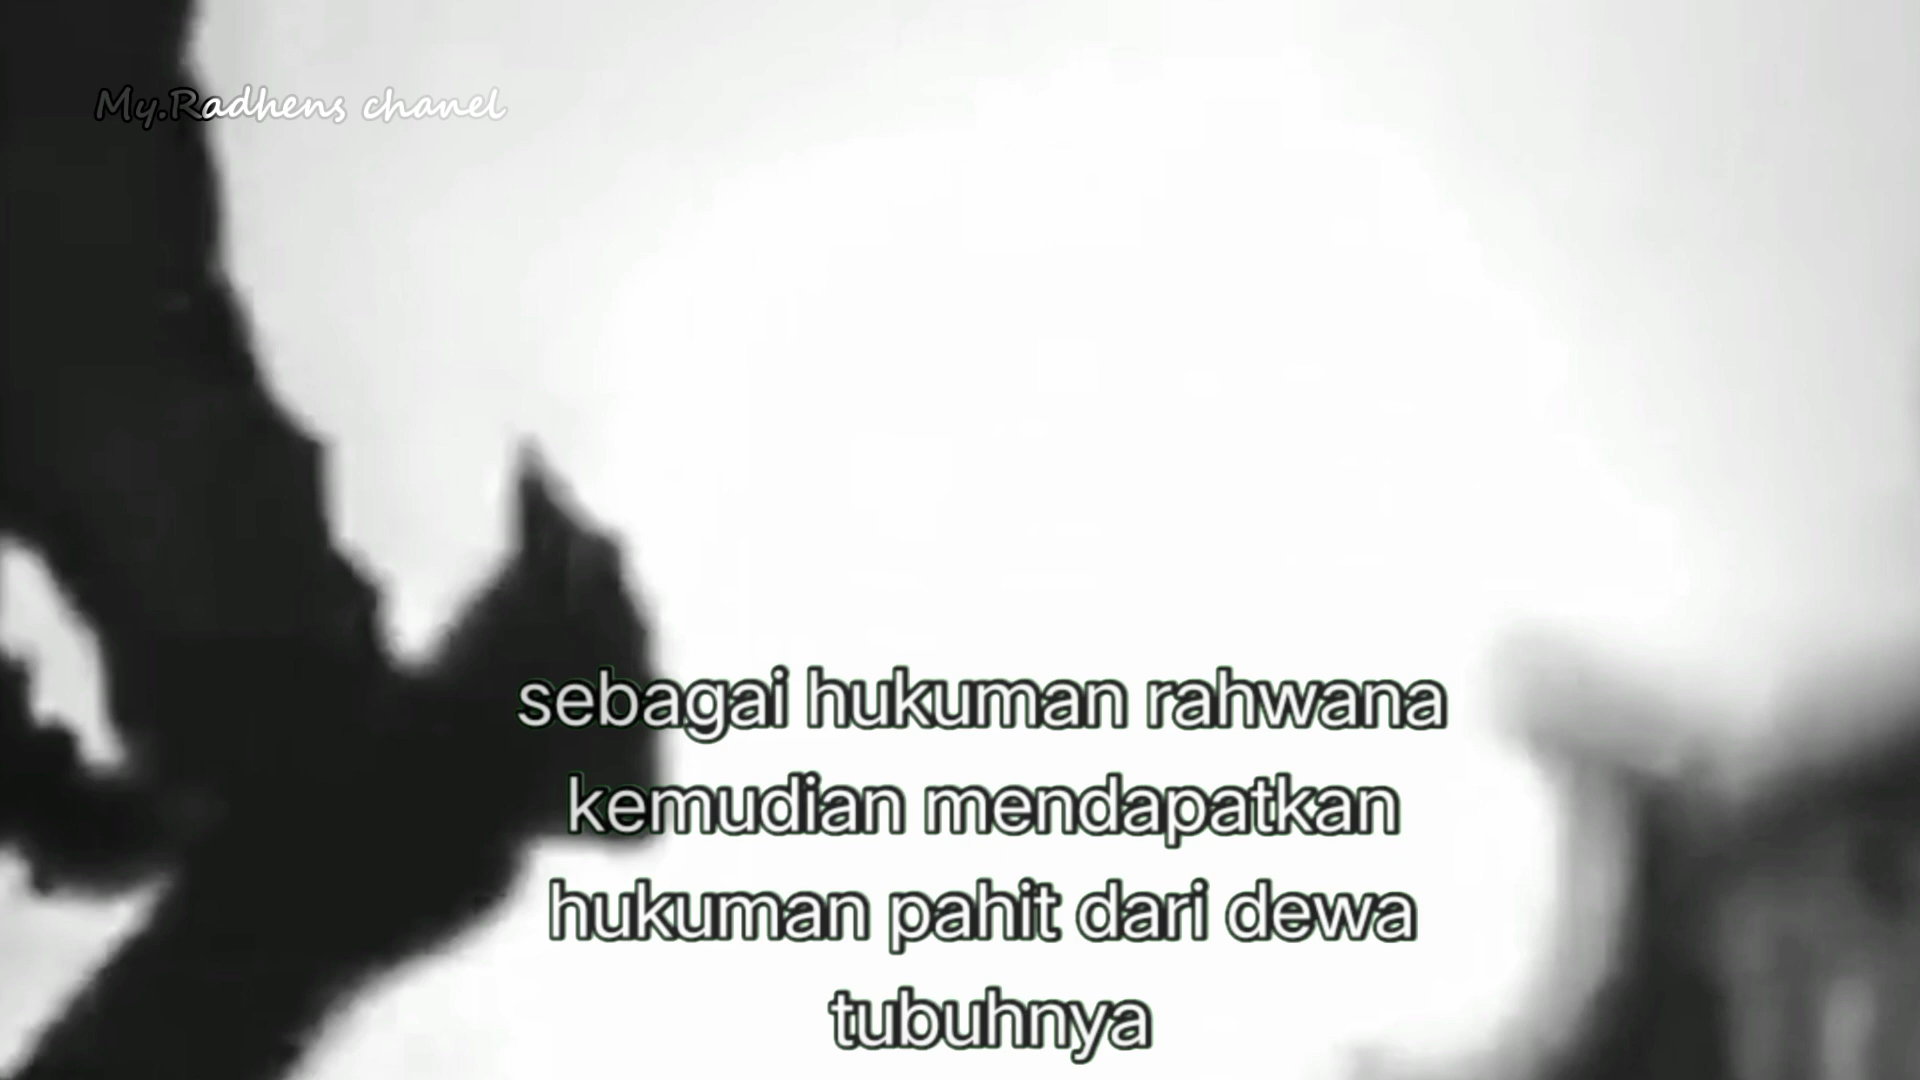 My.Radhens chanel
sebagai hukuman rahwana
kemudian mendapatkan
hukuman pahit dari dewa
tubuhnya